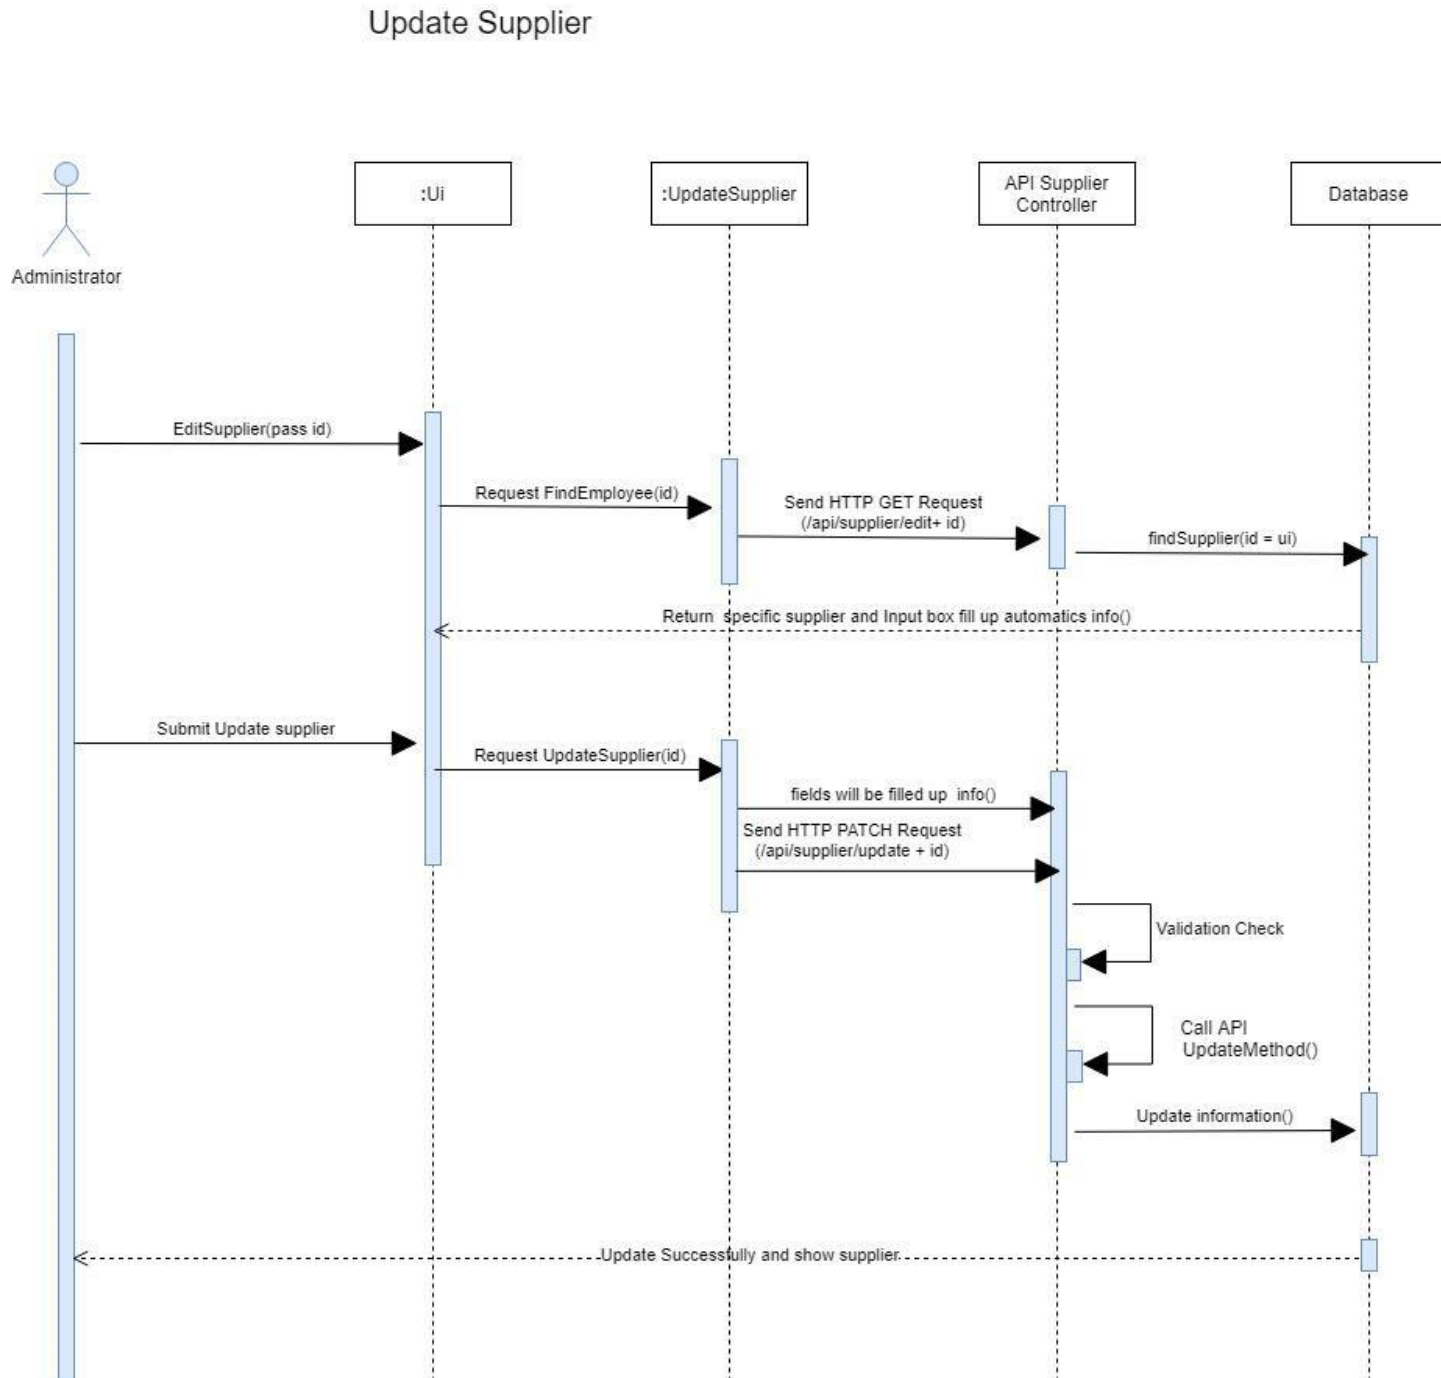 Update Supplier
:Ui
:UpdateSupplier
API Supplier
Controller
Database
Administrator
EditSupplier(pass id)
Request FindEmployee(id)
Send HTTP GET Request
(/api/supplier/edit+ id)
findSupplier(id = ui)
Return specific supplier and Input box fill up automatics info()
Submit Update supplier
Request UpdateSupplier(id)
fields will be filled up info()
Send HTTP PATCH Request
(/api/supplier/update + id)
Validation Check
Call API
UpdateMethod()
Update information()
Update Successfully and show supplier